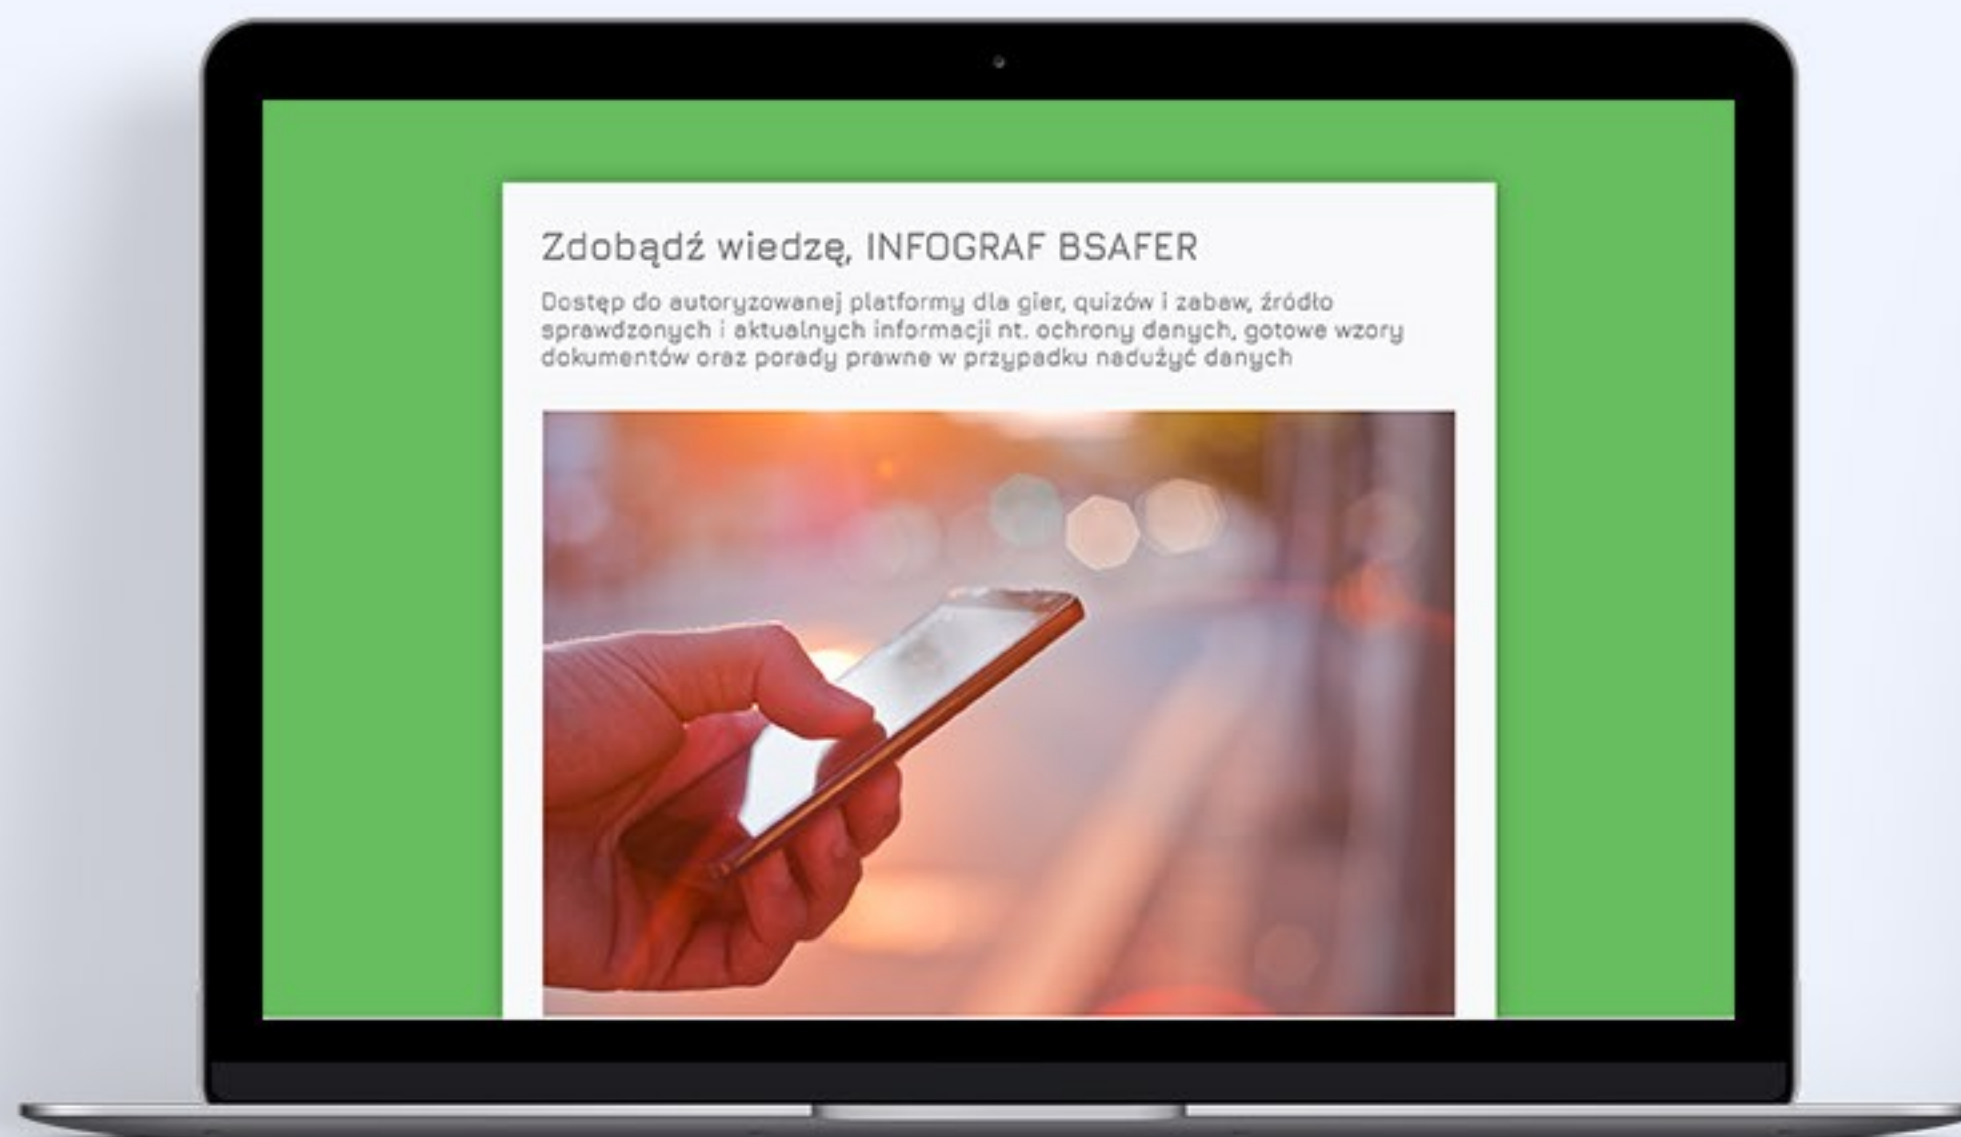 Zdobądź wiedzę, INFOGRAF BSAFER
Dostęp do autoryzowanej platformy dla gier, quizów i zabaw, źródło
sprawdzonych i aktualnych informacji nt. ochrony danych, gotowe wzory
dokumentów oraz porady prawne w przypadku nadużyć danych